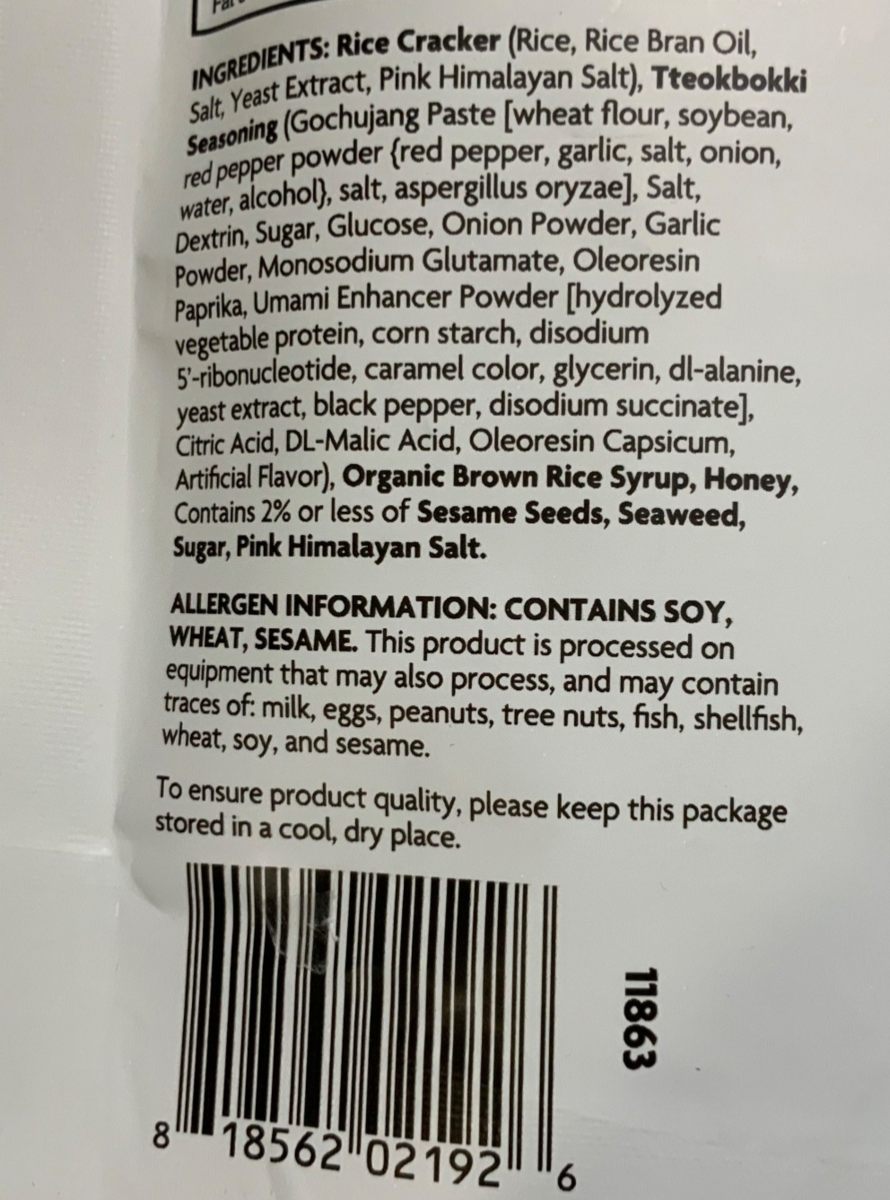 INGREDIENTS: Rice Cracker (Rice, Rice Bran Oil,
Salt, Yeast Extract, Pink Himalayan Salt), Tteokbokki
Seasoning (Gochujang Paste [wheat flour, soybean,
red pepper powder {red pepper, garlic, salt, onion,
water, alcohol}, salt, aspergillus oryzae], Salt,
Dextrin, Sugar, Glucose, Onion Powder, Garlic
Powder, Monosodium Glutamate, Oleoresin
Paprika, Umami Enhancer Powder [hydrolyzed
vegetable protein, corn starch, disodium
5'-ribonucleotide, caramel color, glycerin, dl-alanine,
yeast extract, black pepper, disodium succinate],
Citric Acid, DL-Malic Acid, Oleoresin Capsicum,
Artificial Flavor), Organic Brown Rice Syrup, Honey,
Contains 2% or less of Sesame Seeds, Seaweed,
Sugar, Pink Himalayan Salt.
ALLERGEN INFORMATION: CONTAINS SOY,
WHEAT, SESAME. This product is processed on
equipment that may also process, and may contain
traces of: milk, eggs, peanuts, tree nuts, fish, shellfish,
wheat, soy, and sesame.
To ensure product quality, please keep this package
stored in a cool, dry place.
11863
8 18562 02192 6